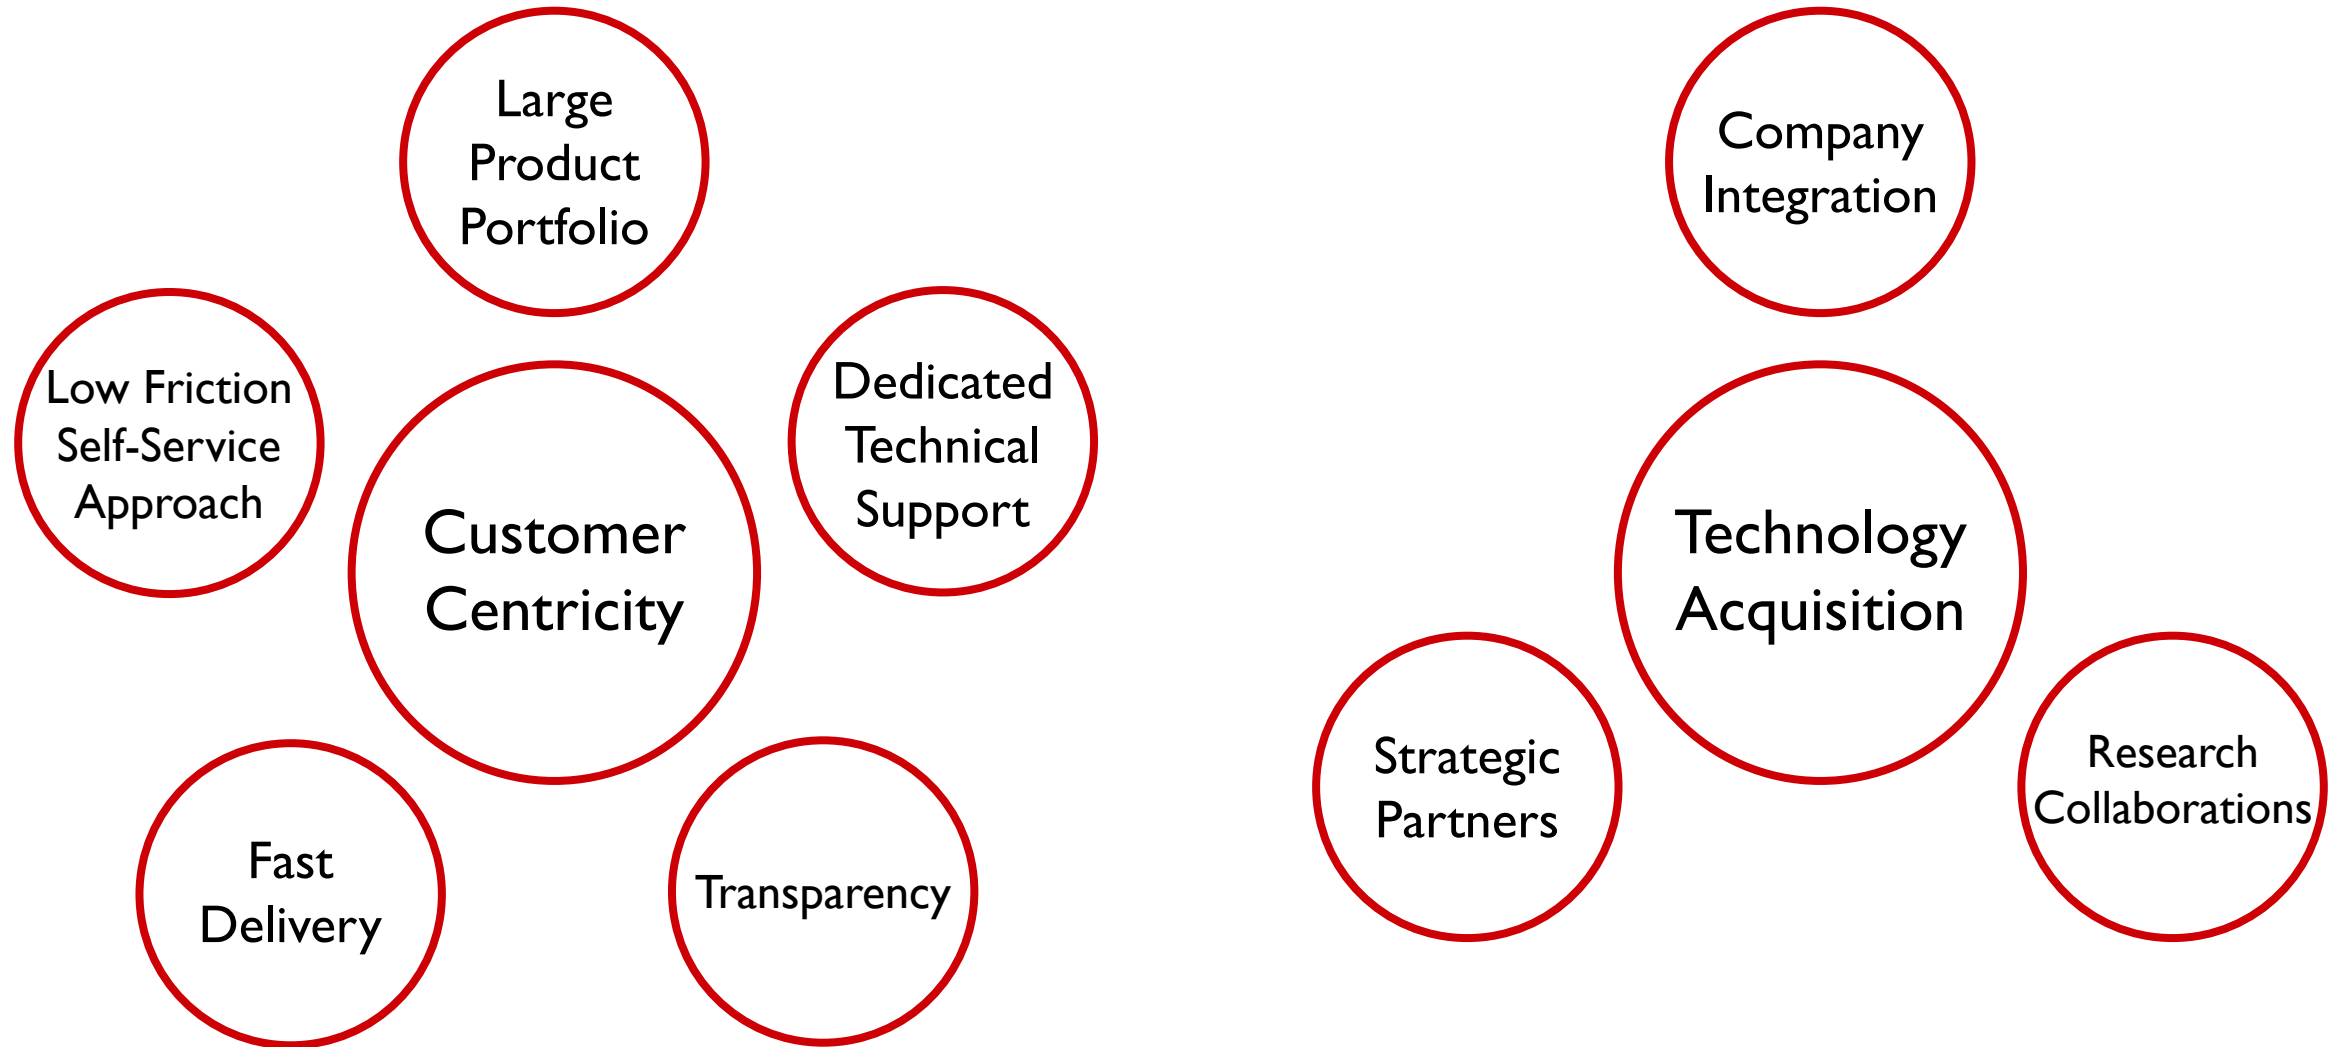 Large
Product
Portfolio
Low Friction
Self-Service
Approach
Dedicated
Technical
Support
Customer
Centricity
Fast
Delivery
Transparency
Company
Integration
Technology
Acquisition
Strategic
Partners
Research
Collaborations